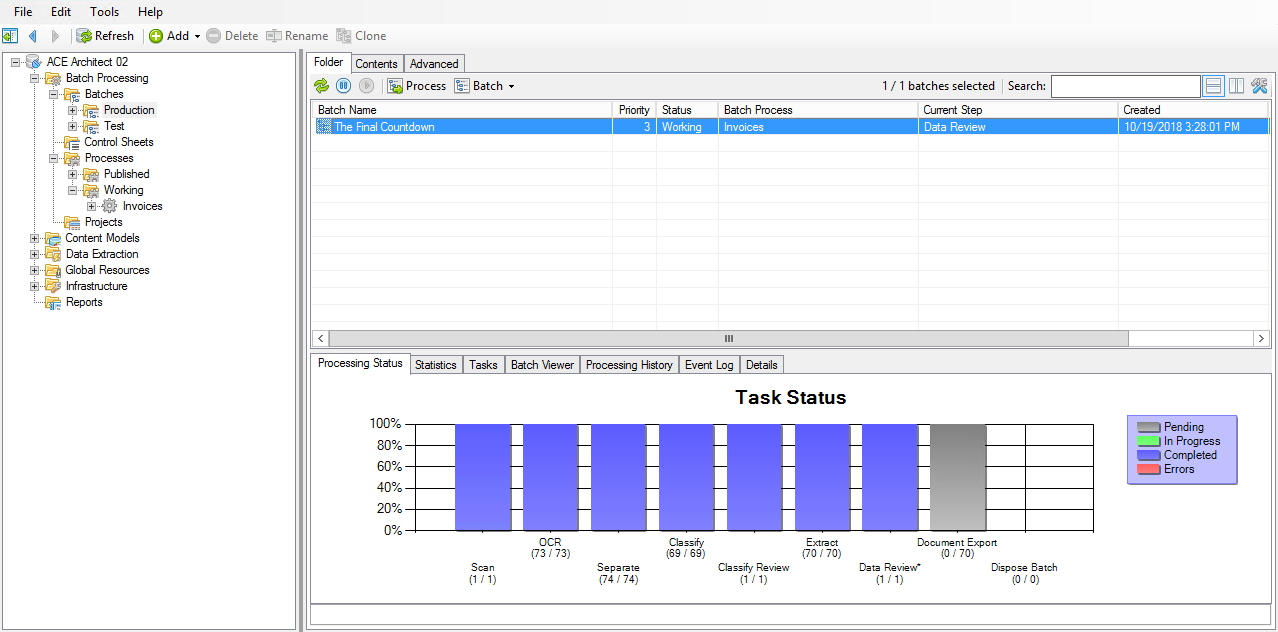 File Edit Tools Help
Refresh Add Delete Rename Clone
ACE Architect 02
Batch Processing
Batches
Production
Test
Control Sheets
Processes
Published
Working
Invoices
Projects
Content Models
Data Extraction
Global Resources
Infrastructure
Reports
Folder Contents Advanced
Process Batch 1 / 1 batches selected Search:
Batch Name Priority Status Batch Process Current Step Created
The Final Countdown 3 Working Invoices Data Review 10/19/2018 3:28:01 PM
Processing Status Statistics Tasks Batch Viewer Processing History Event Log Details
Task Status
100%
80%
60%
40%
20%
0%
Pending
In Progress
Completed
Errors
OCR Classify Extract Document Export
(73 / 73) (69 / 69) (70 / 70) (0 / 70)
Scan Separate Classify Review Data Review* Dispose Batch
(1 / 1) (74 / 74) (1 / 1) (1 / 1) (0 / 0)